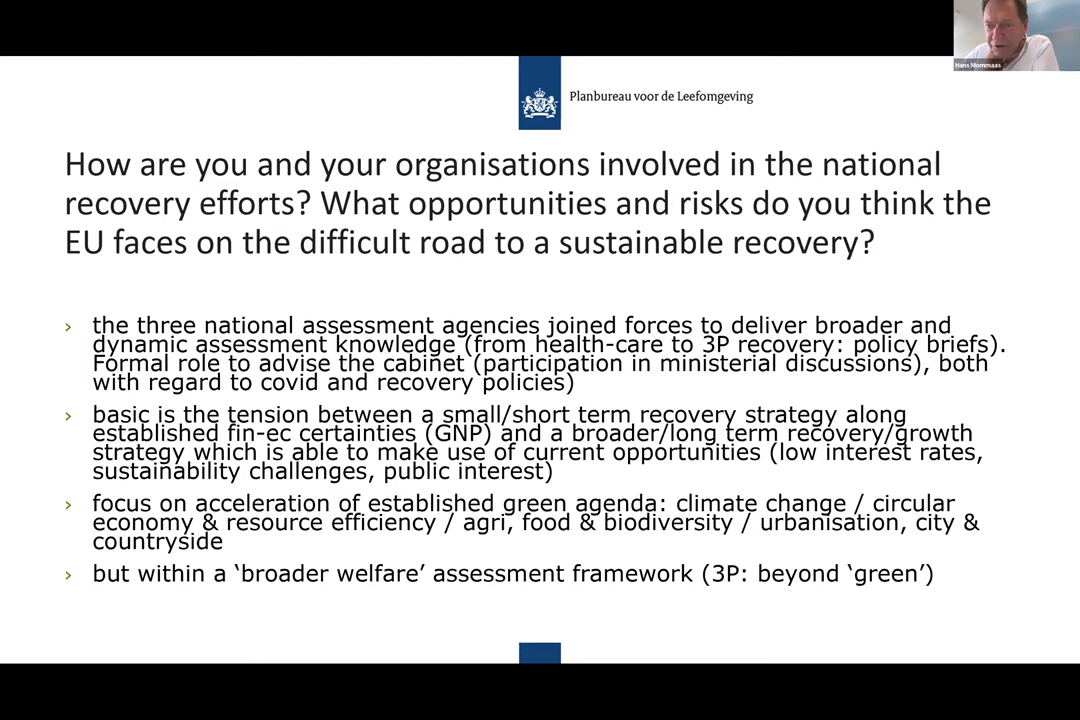 Hans Mommaas
Planbureau voor de Leefomgeving
How are you and your organisations involved in the national
recovery efforts? What opportunities and risks do you think the
EU faces on the difficult road to a sustainable recovery?
› the three national assessment agencies joined forces to deliver broader and
dynamic assessment knowledge (from health-care to 3P recovery: policy briefs).
Formal role to advise the cabinet (participation in ministerial discussions), both
with regard to covid and recovery policies)
› basic is the tension between a small/short term recovery strategy along
established fin-ec certainties (GNP) and a broader/long term recovery/growth
strategy which is able to make use of current opportunities (low interest rates,
sustainability challenges, public interest)
› focus on acceleration of established green agenda: climate change / circular
economy & resource efficiency / agri, food & biodiversity / urbanisation, city &
countryside
› but within a ‘broader welfare’ assessment framework (3P: beyond ‘green’)